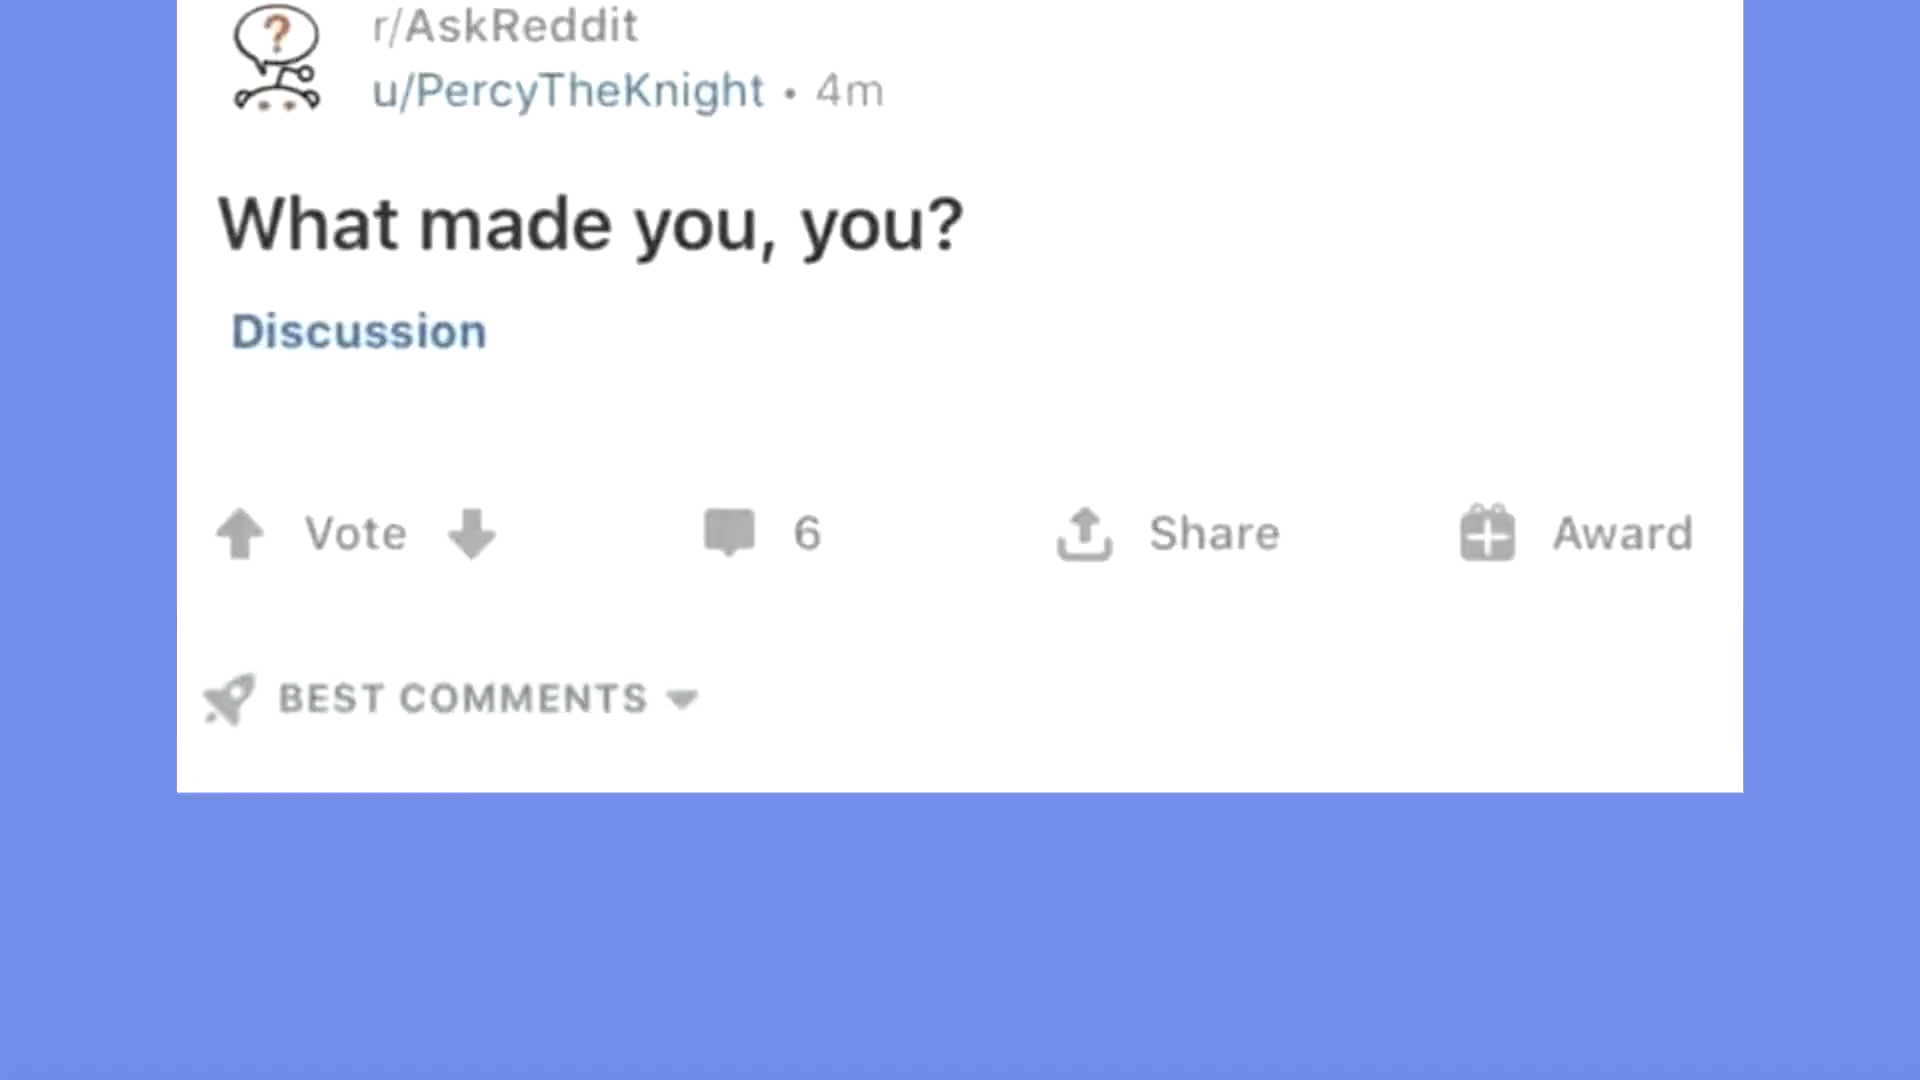 r/AskReddit
u/PercyTheKnight • 4m
What made you, you?
Discussion
Vote 6 Share Award
BEST COMMENTS